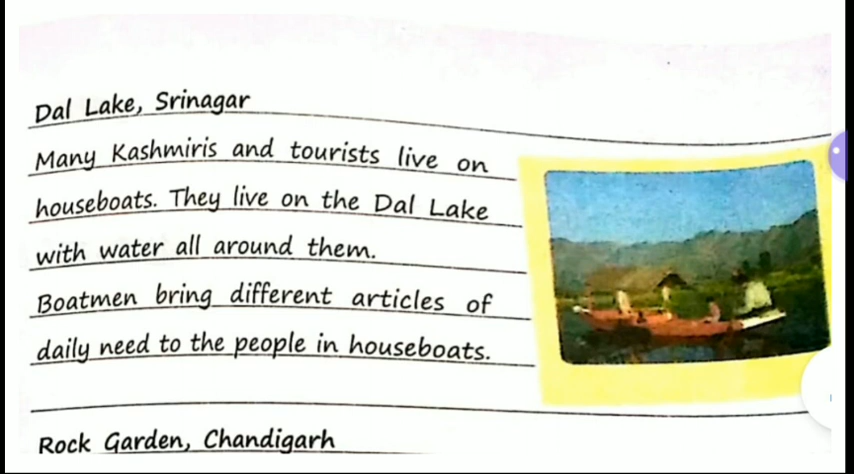 Dal Lake, Srinagar
Many Kashmiris and tourists live on
houseboats. They live on the Dal Lake
with water all around them.
Boatmen bring different articles of
daily need to the people in houseboats.
Rock Garden, Chandigarh